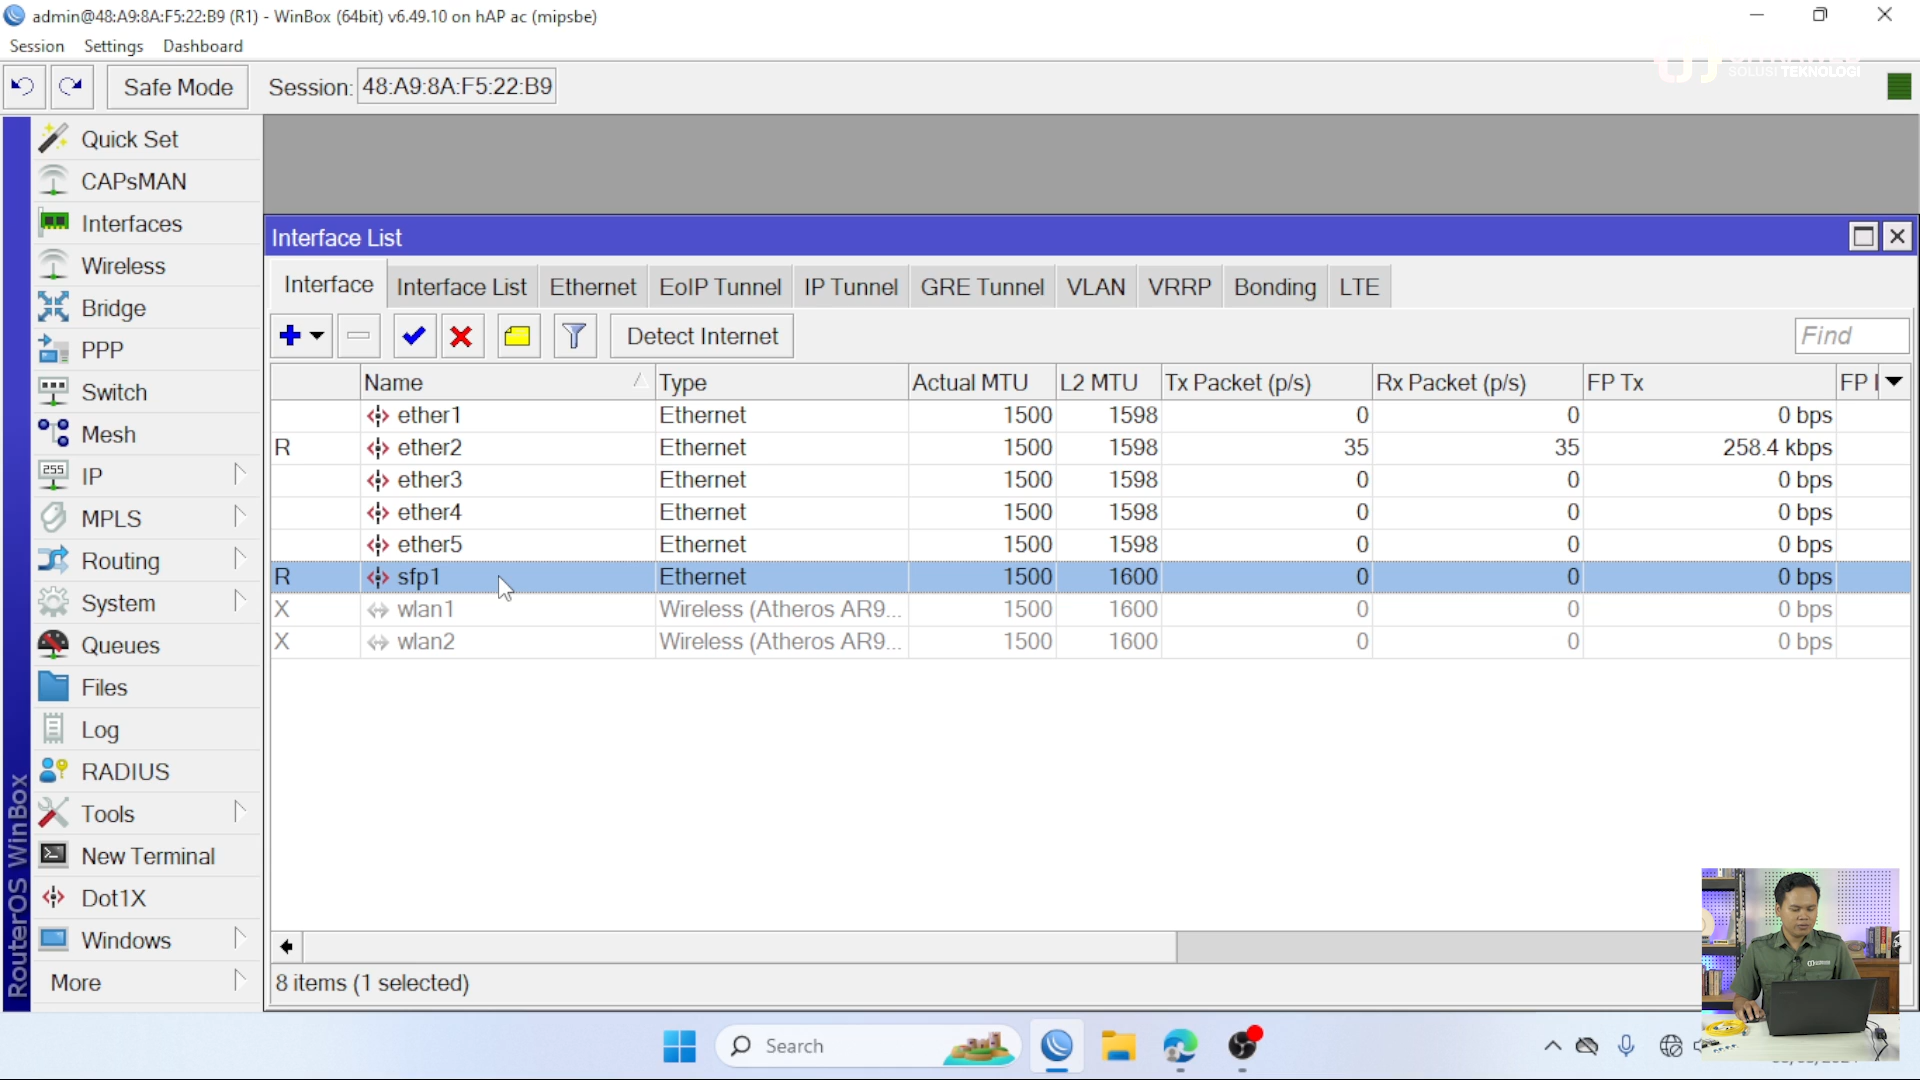 admin@48:A9:8A:F5:22:B9 (R1) - WinBox (64bit) v6.49.10 on hAP ac (mipsbe)
Session Settings Dashboard
Safe Mode Session: 48:A9:8A:F5:22:B9
SOLUSI TEKNOLOGI
Quick Set
CAPsMAN
Interfaces
Wireless
Bridge
PPP
Switch
Mesh
255 IP
MPLS
Routing
System
Queues
Files
Log
RADIUS
Tools
New Terminal
Dot1X
Windows
More
RouterOS WinBox
Interface List
Interface Interface List Ethernet EoIP Tunnel IP Tunnel GRE Tunnel VLAN VRRP Bonding LTE
Detect Internet Find
Name Type Actual MTU L2 MTU Tx Packet (p/s) Rx Packet (p/s) FP Tx FP
ether1 Ethernet 1500 1598 0 0 0 bps
R ether2 Ethernet 1500 1598 35 35 258.4 kbps
ether3 Ethernet 1500 1598 0 0 0 bps
ether4 Ethernet 1500 1598 0 0 0 bps
ether5 Ethernet 1500 1598 0 0 0 bps
R sfp1 Ethernet 1500 1600 0 0 0 bps
X wlan1 Wireless (Atheros AR9... 1500 1600 0 0 0 bps
X wlan2 Wireless (Atheros AR9... 1500 1600 0 0 0 bps
8 items (1 selected)
Search